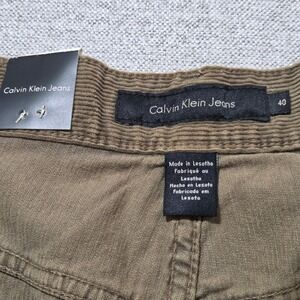 Calvin Klein Jeans
Calvin Klein Jeans
40
Made in Lesotho
Fabriqué au
Lesotho
Hecho en Lesoto
Fabricado em
Lesoto